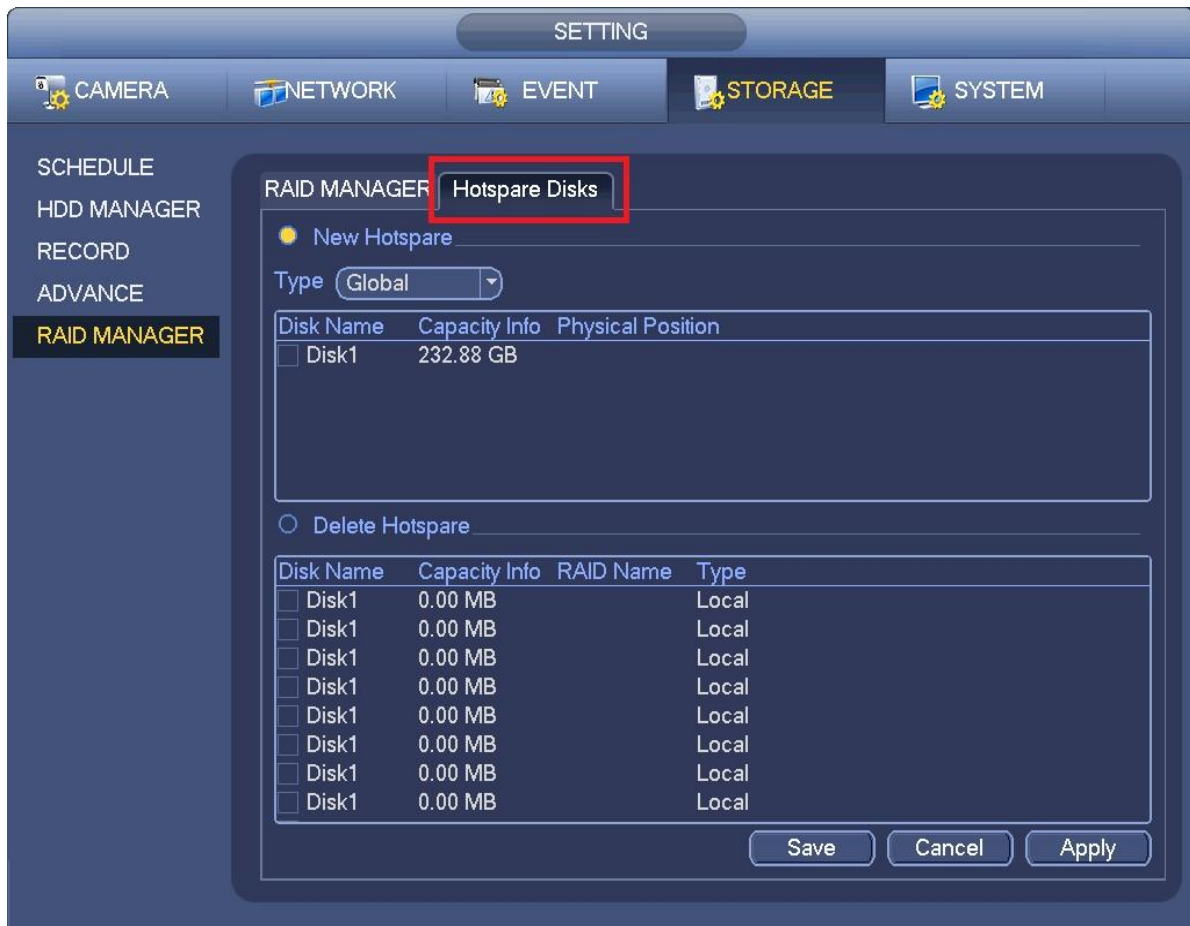 SETTING
CAMERA NETWORK EVENT STORAGE SYSTEM
SCHEDULE
HDD MANAGER
RECORD
ADVANCE
RAID MANAGER
RAID MANAGER Hotspare Disks
New Hotspare
Type Global
Disk Name Capacity Info Physical Position
Disk1 232.88 GB
Delete Hotspare
Disk Name Capacity Info RAID Name Type
Disk1 0.00 MB Local
Disk1 0.00 MB Local
Disk1 0.00 MB Local
Disk1 0.00 MB Local
Disk1 0.00 MB Local
Disk1 0.00 MB Local
Disk1 0.00 MB Local
Disk1 0.00 MB Local
Save Cancel Apply